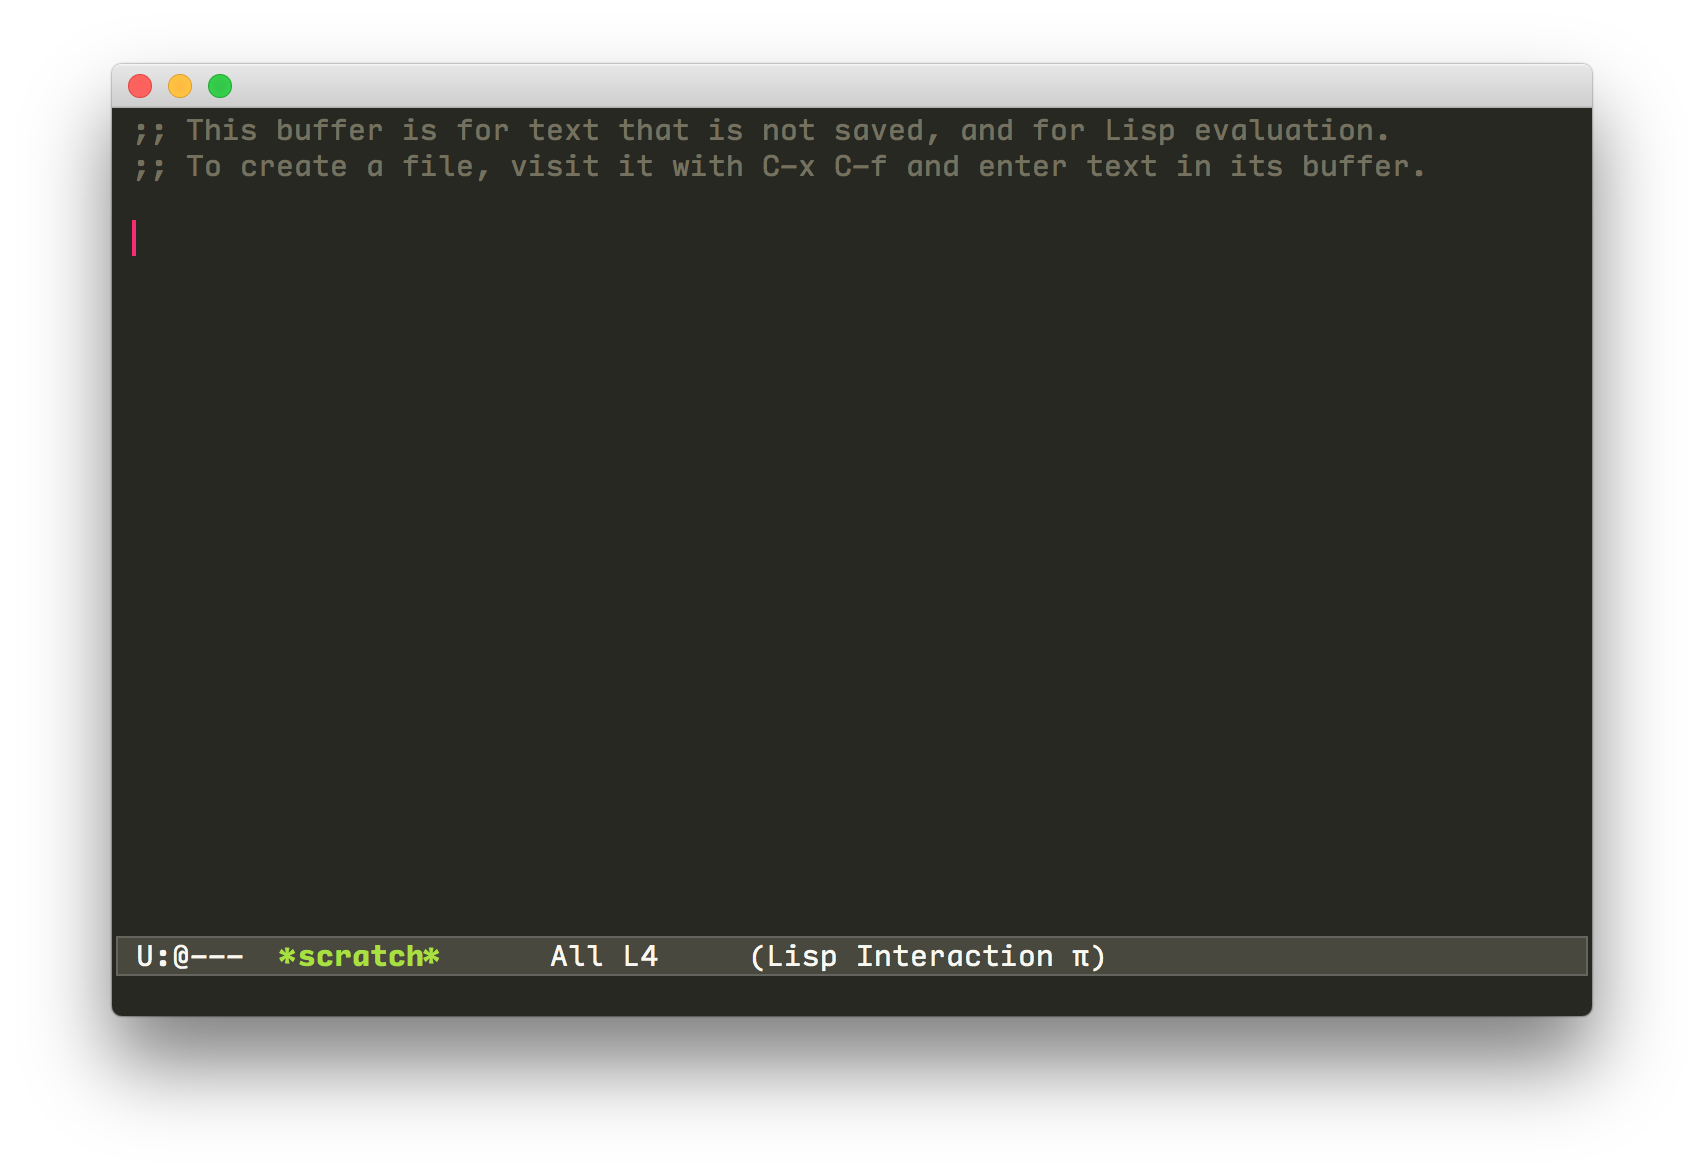 ;; This buffer is for text that is not saved, and for Lisp evaluation.
;; To create a file, visit it with C-x C-f and enter text in its buffer.
U:@--- *scratch* All L4 (Lisp Interaction π)